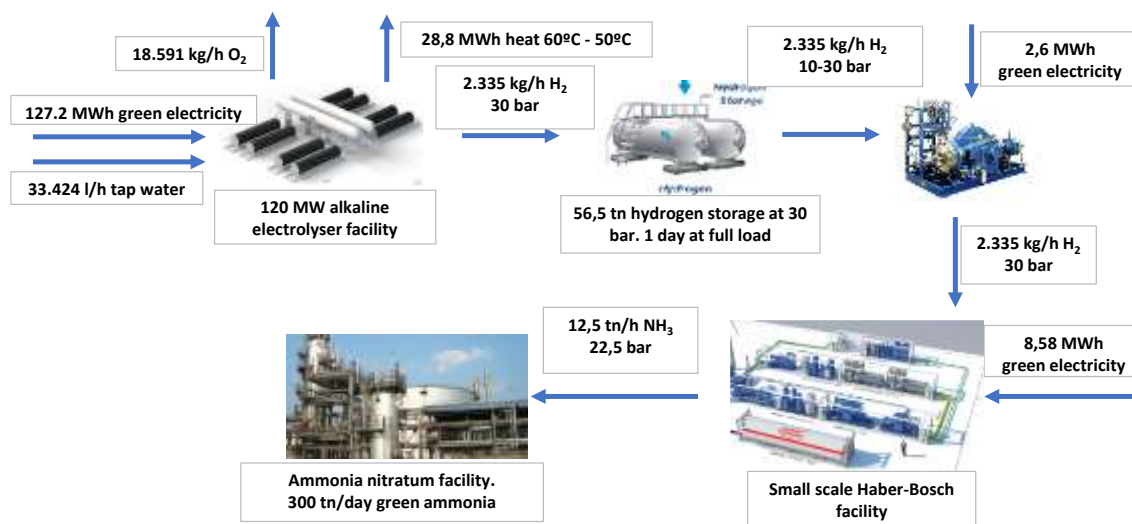 18.591 kg/h O₂
28,8 MWh heat 60ºC - 50ºC
2.335 kg/h H₂
30 bar
2.335 kg/h H₂
10-30 bar
2,6 MWh
green electricity
127.2 MWh green electricity
33.424 l/h tap water
120 MW alkaline
electrolyser facility
Storage
Hydrogen
56,5 tn hydrogen storage at 30
bar. 1 day at full load
2.335 kg/h H₂
30 bar
12,5 tn/h NH₃
22,5 bar
8,58 MWh
green electricity
Ammonia nitratum facility.
300 tn/day green ammonia
Small scale Haber-Bosch
facility